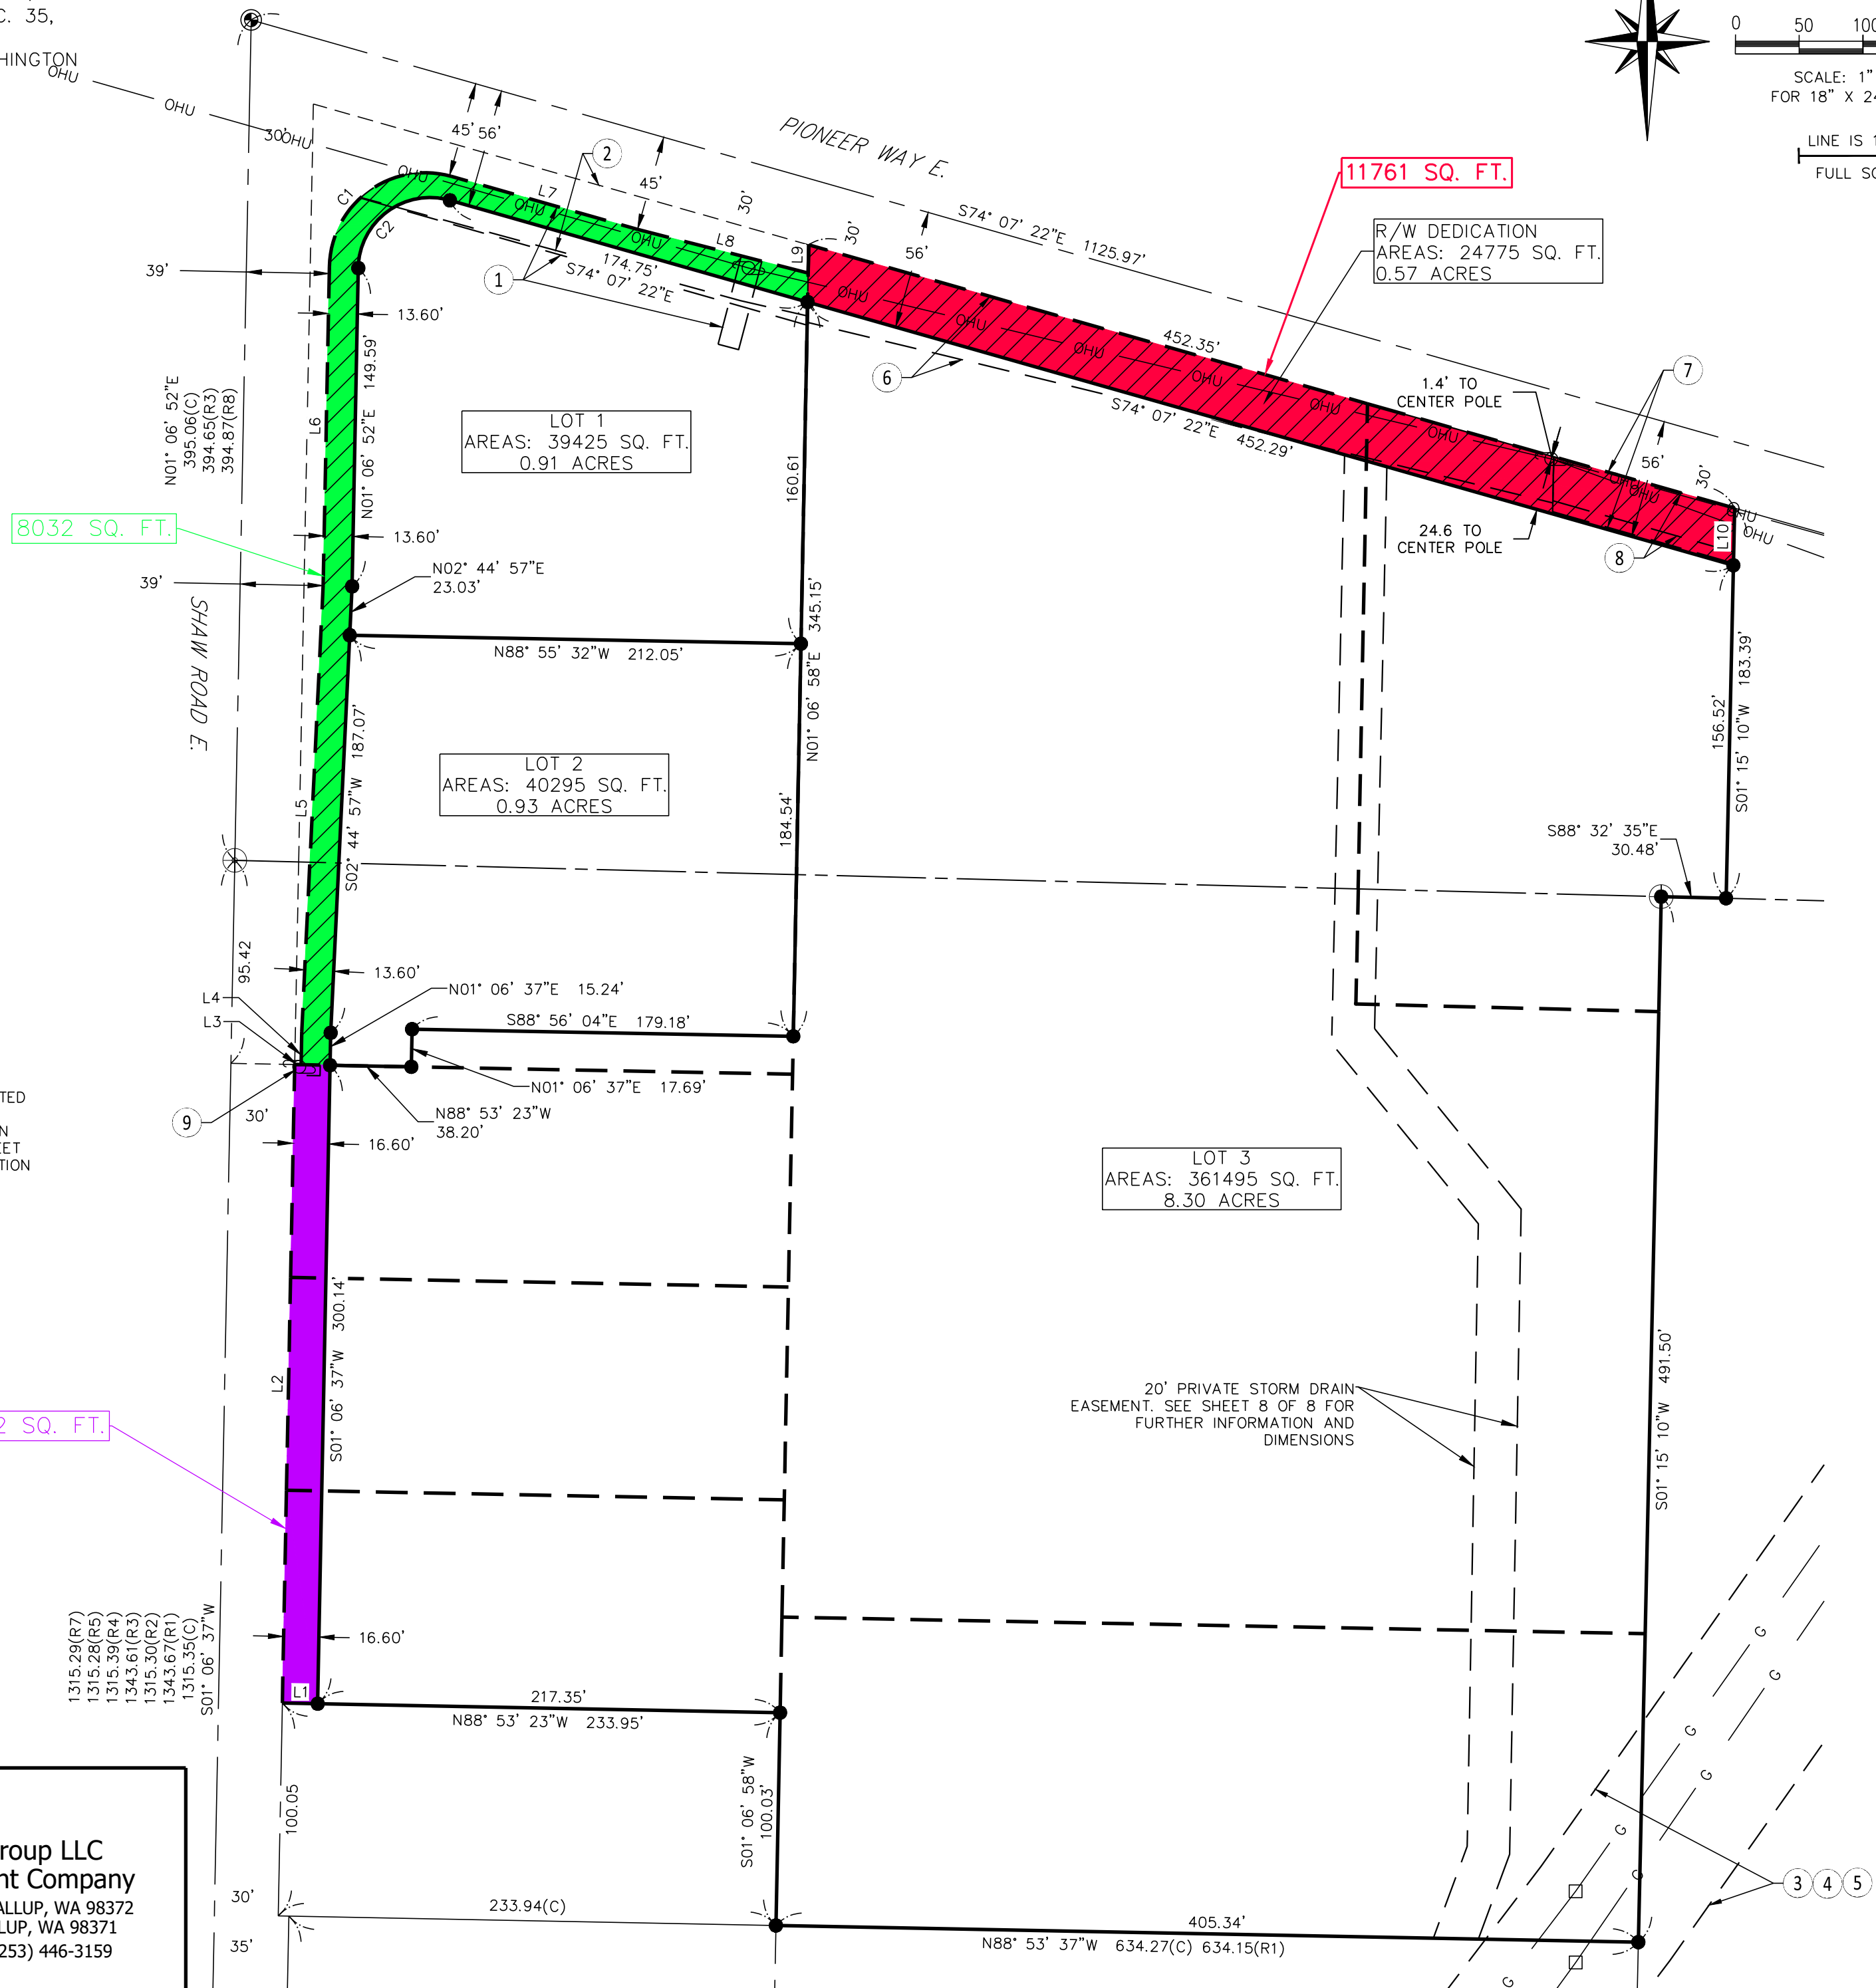 C. 35,
HINGTON
OHU
OHU
30'
OHU
45'
56'
PIONEER WAY E.
0
50
100
SCALE: 1"
FOR 18" X 24
LINE IS 1
FULL SC
2
OHU
L7
C1
C2
OHU
45'
30'
OHU
L8
L9
30'
56'
S74° 07' 22"E 1125.97'
11761 SQ. FT.
R/W DEDICATION
AREAS: 24775 SQ. FT.
0.57 ACRES
39'
1
174.75'
S74° 07' 22"E
13.60'
OHU
OHU
OHU
OHU
OHU
OHU
452.35'
6
S74° 07' 22"E 452.29'
1.4' TO
CENTER POLE
7
56'
30'
OHU
OHU
L10
24.6 TO
CENTER POLE
8
N01° 06' 52"E
395.06(C)
394.65(R3)
394.87(R8)
L6
N01° 06' 52"E 149.59'
LOT 1
AREAS: 39425 SQ. FT.
0.91 ACRES
160.61
8032 SQ. FT.
13.60'
39'
N02° 44' 57"E
23.03'
SHAW ROAD E.
N88° 55' 32"W 212.05'
N01° 06' 58"E 345.15'
156.52'
S01° 15' 10"W 183.39'
LOT 2
AREAS: 40295 SQ. FT.
0.93 ACRES
L5
S02° 44' 57"W 187.07'
184.54'
S88° 32' 35"E
30.48'
95.42
13.60'
L4
L3
N01° 06' 37"E 15.24'
S88° 56' 04"E 179.18'
N01° 06' 37"E 17.69'
N88° 53' 23"W
38.20'
TED
N
EET
TION
9
30'
16.60'
LOT 3
AREAS: 361495 SQ. FT.
8.30 ACRES
L2
S01° 06' 37"W 300.14'
2 SQ. FT.
20' PRIVATE STORM DRAIN
EASEMENT. SEE SHEET 8 OF 8 FOR
FURTHER INFORMATION AND
DIMENSIONS
S01° 15' 10"W 491.50'
1315.29(R7)
1315.28(R5)
1315.39(R4)
1343.61(R3)
1315.30(R2)
1343.67(R1)
1315.35(C)
S01° 06' 37"W
16.60'
L1
217.35'
N88° 53' 23"W 233.95'
100.05
S01° 06' 58"W
100.03'
G
G
G
G
G
G
G
3
4
5
roup LLC
nt Company
ALLUP, WA 98372
LLUP, WA 98371
253) 446-3159
30'
35'
233.94(C)
405.34'
N88° 53' 37"W 634.27(C) 634.15(R1)